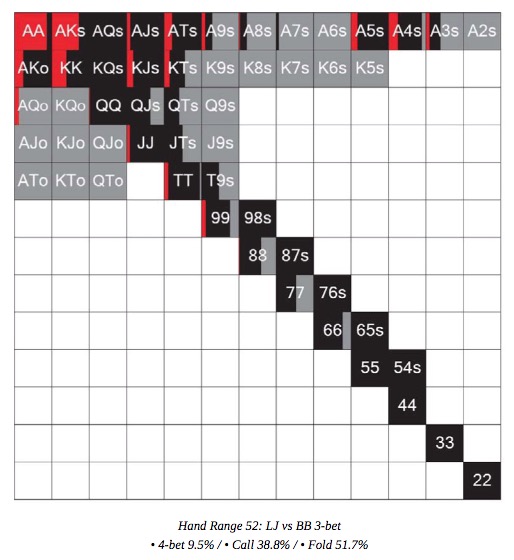 AA AKs AQs AJs ATs A9s A8s A7s A6s A5s A4s A3s A2s
AKo KK KQs KJs KTs K9s K8s K7s K6s K5s
AQo KQo QQ QJs QTs Q9s
AJo KJo QJo JJ JTs J9s
ATo KTo QTo TT T9s
99 98s
88 87s
77 76s
66 65s
55 54s
44
33
22
Hand Range 52: LJ vs BB 3-bet
• 4-bet 9.5% / • Call 38.8% / • Fold 51.7%